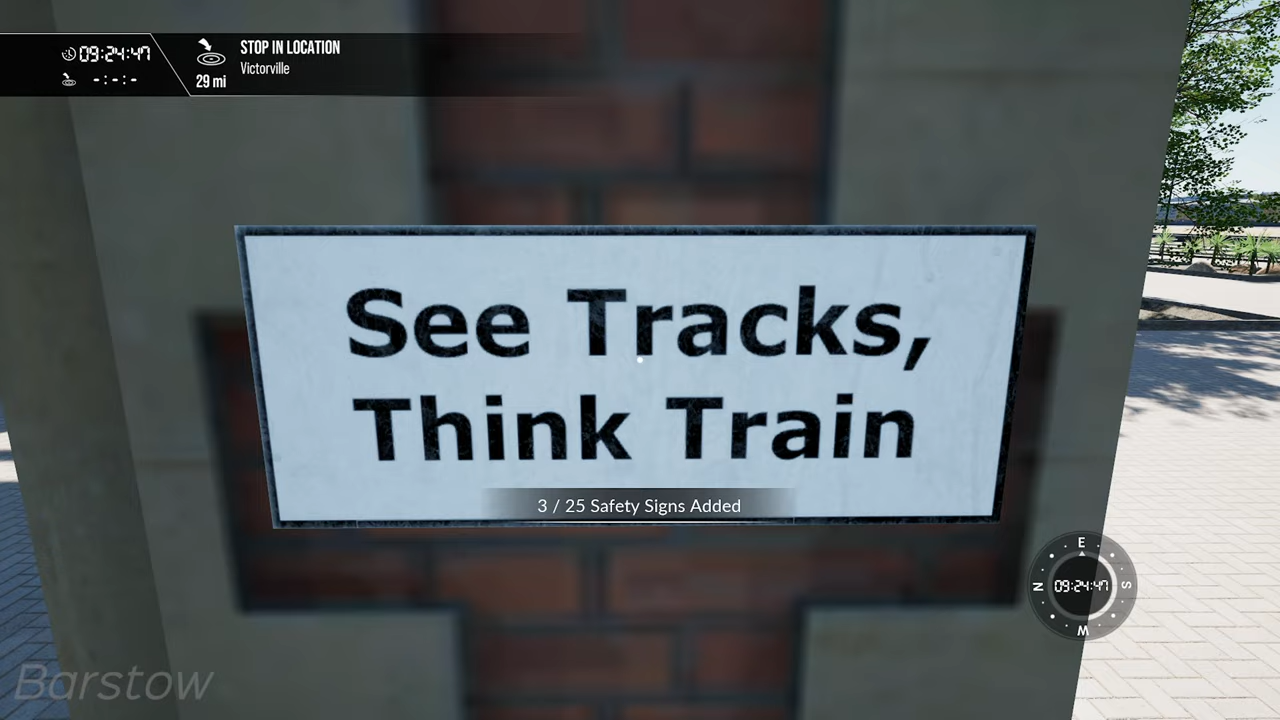 09:24:47
-:-:-
29 mi
STOP IN LOCATION
Victorville
See Tracks,
Think Train
3 / 25 Safety Signs Added
E
N
09:24:47
S
W
Barstow